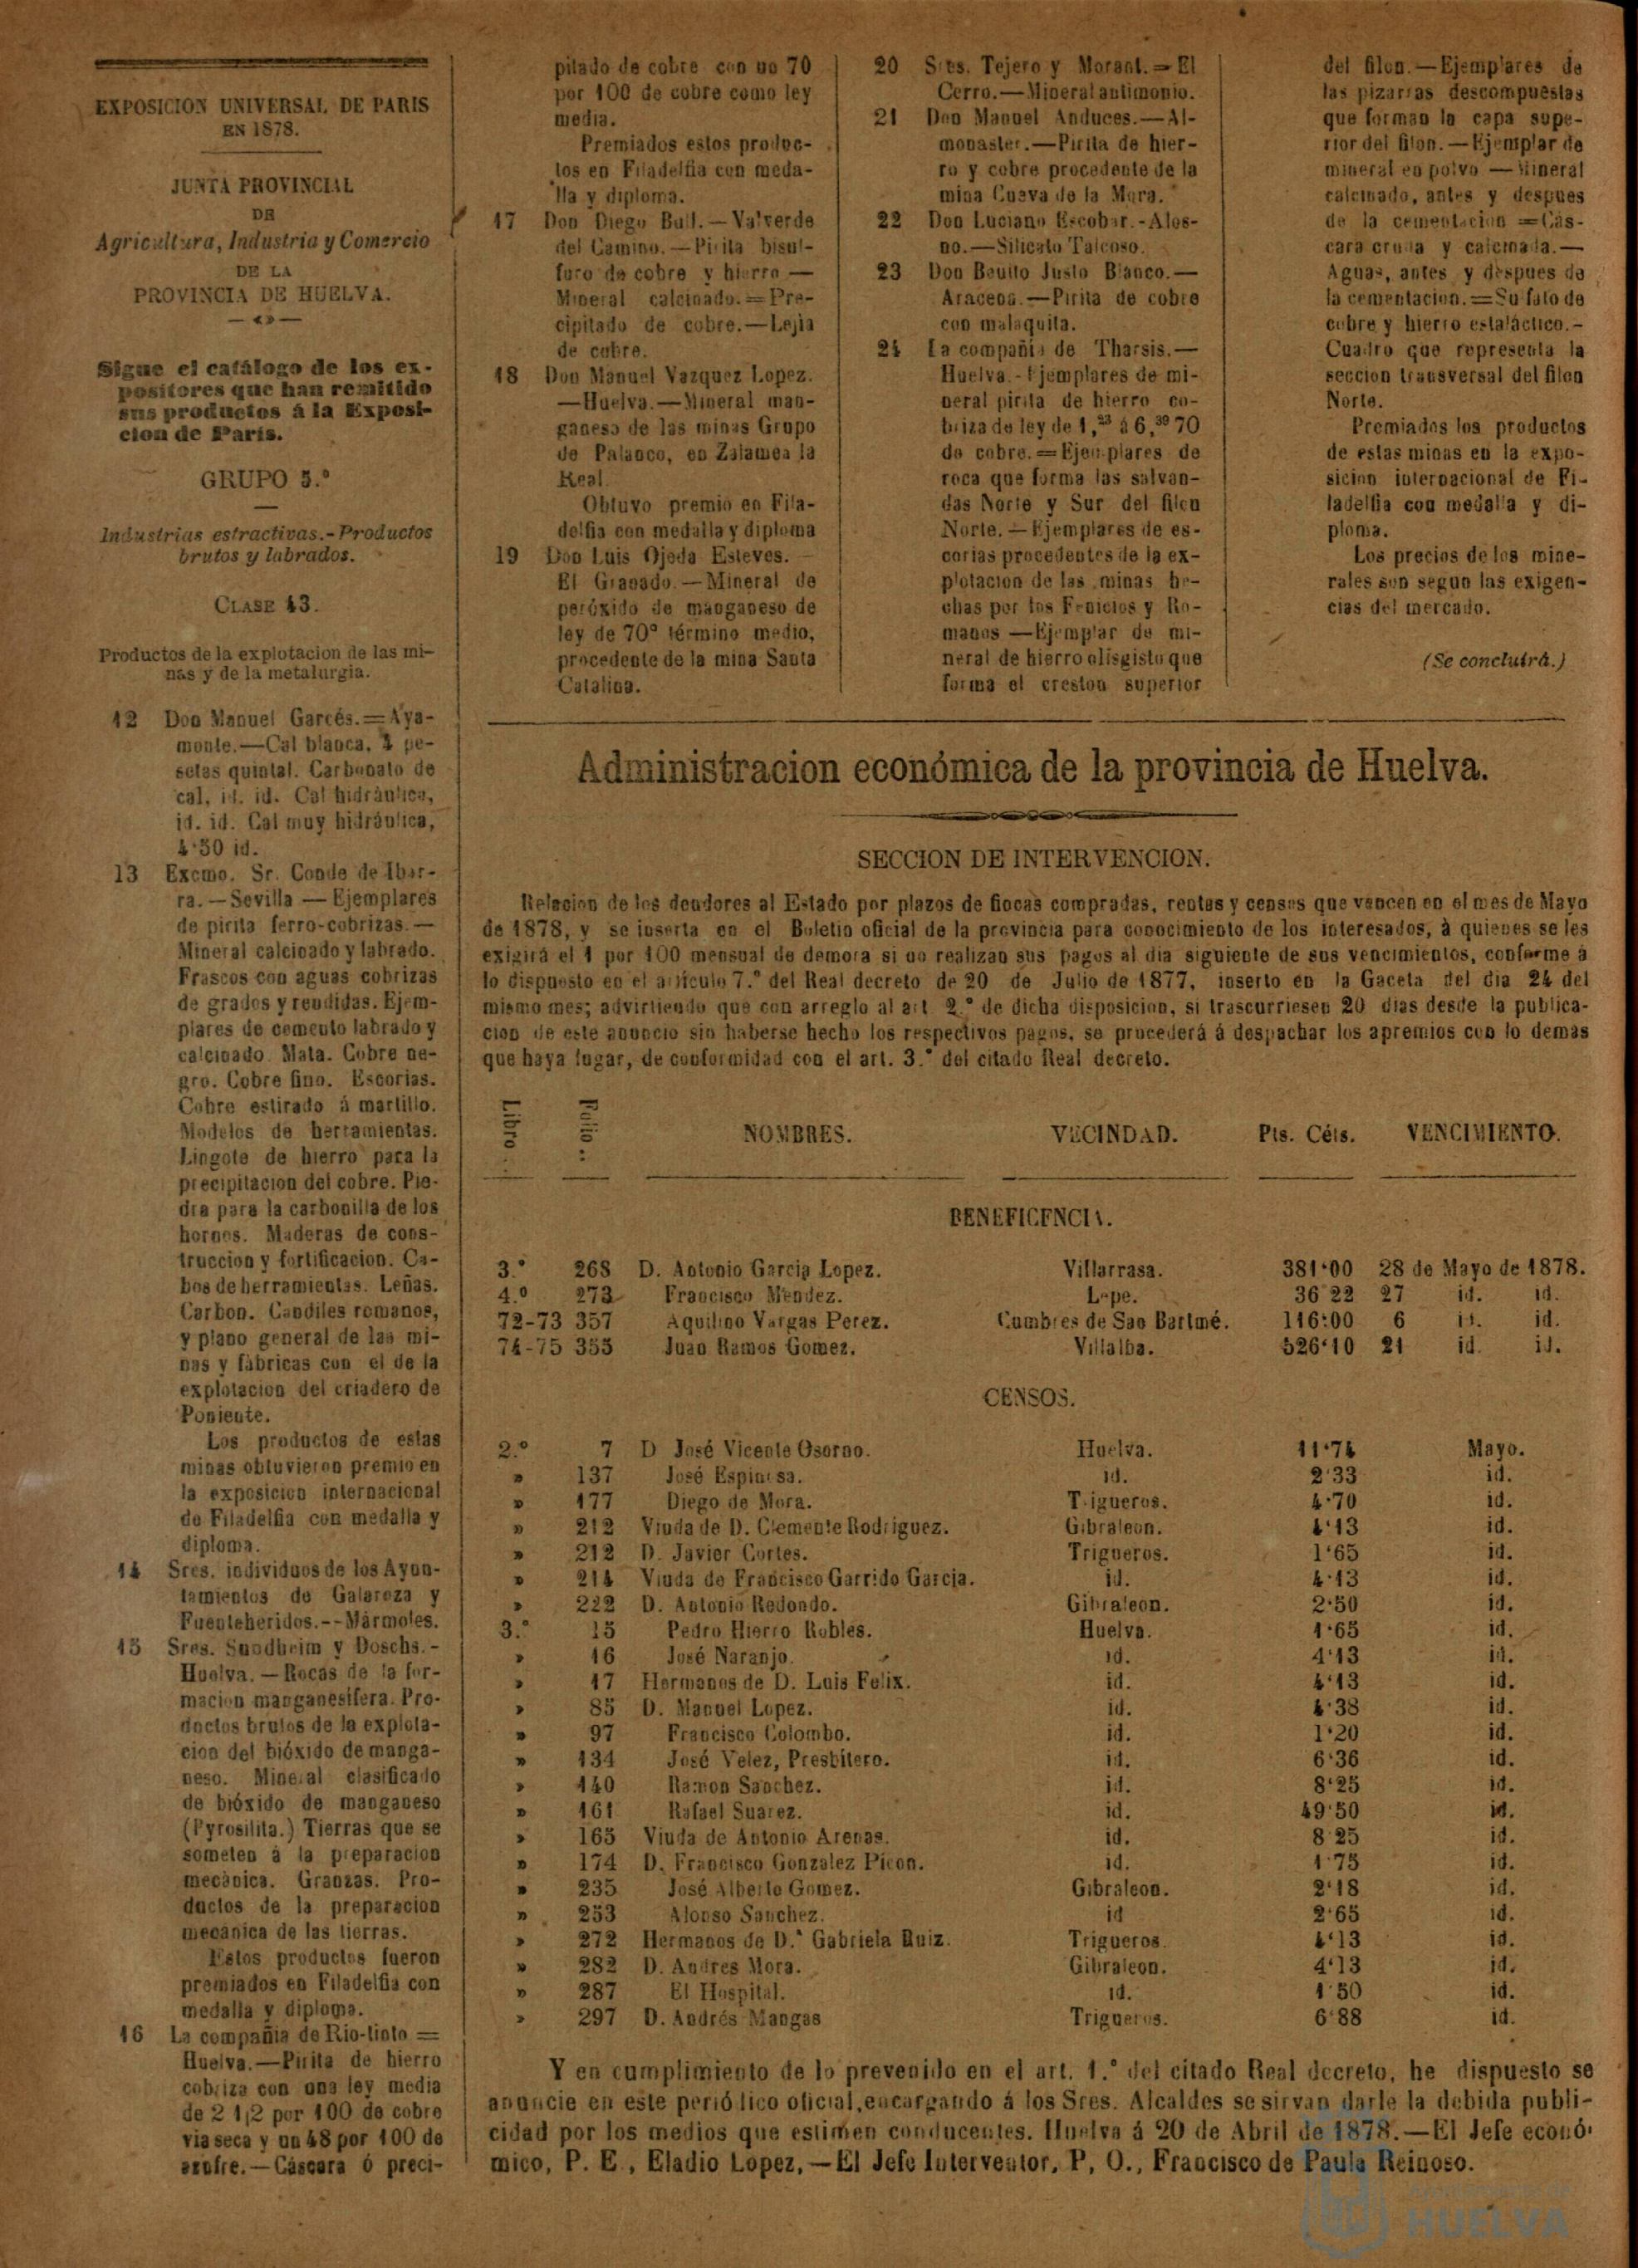 EXPOSICION UNIVERSAL DE PARIS
EN 1878.
JUNTA PROVINCIAL
DE
Agricultura, Industria y Comercio
DE LA
PROVINCIA DE HUELVA.
Sigue el catálogo de los ex-
positores que han remitido
sus productos á la Exposi-
cion de Paris.
GRUPO 5.º
Industrias estractivas.-Productos
brutos y labrados.
CLASE 43.
Productos de la explotacion de las mi-
nas y de la metalurgia.
12 Don Manuel Garcés.=Aya-
monte.—Cal blanca, 4 pe-
setas quintal. Carbonato de
cal, id. id. Cal hidráulica,
id. id. Cal muy hidráulica,
4'50 id.
13 Excmo. Sr. Conde de Ibar-
ra.—Sevilla — Ejemplares
de pirita ferro-cobrizas.—
Mineral calcinado y labrado.
Frascos con aguas cobrizas
de grados y rendidas. Ejem-
plares de cemento labrado y
calcinado. Mata. Cobre ne-
gro. Cobre fino. Escorias.
Cobre estirado á martillo.
Modelos de herramientas.
Lingote de hierro para la
precipitacion del cobre. Pie-
dra para la carbonilla de los
hornos. Maderas de cons-
truccion y fortificacion. Ca-
bos de herramientas. Leñas.
Carbon. Candiles romanos,
y plano general de las mi-
nas y fábricas con el de la
explotacion del criadero de
Poniente.
Los productos de estas
minas obtuvieron premio en
la exposicion internacional
de Filadelfia con medalla y
diploma.
14 Sres. individuos de los Ayun-
tamientos de Galaroza y
Fuenteheridos.--Mármoles.
15 Sres. Sundheim y Doschs.-
Huelva.—Rocas de la for-
macion manganesífera. Pro-
ductos brutos de la explota-
cion del bióxido de manga-
neso. Mineral clasificado
de bióxido de manganeso
(Pyrosilita.) Tierras que se
someten á la preparacion
mecánica. Granzas. Pro-
ductos de la preparacion
mecanica de las tierras.
Estos productos fueron
premiados en Filadelfia con
medalla y diploma.
16 La compañia de Rio-tinto =
Huelva.—Pirita de hierro
cobriza con una ley media
de 2 1/2 por 100 de cobre
via seca y un 48 por 100 de
azufre.—Cáscara ó preci-
pitado de cobre con un 70
por 100 de cobre como ley
media.
Premiados estos produc-
tos en Filadelfia con meda-
lla y diploma.
17 Don Diego Bull.—Valverde
del Camino.—Pirita bisul-
furo de cobre y hierro —
Mineral calcinado.=Pre-
cipitado de cobre.—Lejia
de cobre.
18 Don Manuel Vazquez Lopez.
—Huelva.—Mineral man-
ganeso de las minas Grupo
de Palanco, en Zalamea la
Real.
Obtuvo premio en Fila-
delfia con medalla y diploma
19 Don Luis Ojeda Esteves.—
El Granado.—Mineral de
peróxido de manganeso de
ley de 70º término medio,
procedente de la mina Santa
Catalina.
20 Sres. Tejero y Morant.=El
Cerro.—Mineral antimonio.
21 Don Manuel Anduces.—Al-
monaster.—Pirita de hier-
ro y cobre procedente de la
mina Cueva de la Mora.
22 Don Luciano Escobar.-Alos-
no.—Silicato Talcoso.
23 Don Benito Justo Blanco.—
Aracena.—Pirita de cobre
con malaquita.
24 La compañia de Tharsis.—
Huelva.-Ejemplares de mi-
neral pirita de hierro co-
briza de ley de 1,23 á 6,39 70
de cobre.=Ejemplares de
roca que forma las salvan-
das Norte y Sur del filon
Norte.—Ejemplares de es-
corias procedentes de la ex-
plotacion de las minas he-
chas por los Fenicios y Ro-
manos —Ejemplar de mi-
neral de hierro olisgisto que
forma el creston superior
del filon.—Ejemplares de
las pizarras descompuestas
que forman la capa supe-
rior del filon.—Ejemplar de
mineral en polvo —Mineral
calcinado, antes y despues
de la cementacion =Cás-
cara cruda y calcinada.—
Aguas, antes y despues de
la cementacion.=Sulfato de
cobre y hierro estaláctico.-
Cuadro que representa la
seccion transversal del filon
Norte.
Premiados los productos
de estas minas en la expo-
sicion internacional de Fi-
ladelfia con medalla y di-
ploma.
Los precios de los mine-
rales son segun las exigen-
cias del mercado.
(Se concluirá.)
Administracion económica de la provincia de Huelva.
SECCION DE INTERVENCION.
Relacion de los deudores al Estado por plazos de fincas compradas, rentas y censos que vencen en el mes de Mayo
de 1878, y se inserta en el Boletin oficial de la provincia para conocimiento de los interesados, à quienes se les
exigirá el 1 por 100 mensual de demora si no realizan sus pagos al dia siguiente de sus vencimientos, conforme á
lo dispuesto en el artículo 7.º del Real decreto de 20 de Julio de 1877, inserto en la Gaceta del dia 24 del
mismo mes; advirtiendo que con arreglo al art. 2.º de dicha disposicion, si trascurriesen 20 dias desde la publica-
cion de este anuncio sin haberse hecho los respectivos pagos, se procederá á despachar los apremios con lo demás
que haya lugar, de conformidad con el art. 3.º del citado Real decreto.
Libro. Folio. NOMBRES. VECINDAD. Pts. Céts. VENCIMIENTO.
BENEFICENCIA.
3.º 268 D. Antonio Garcia Lopez. Villarrasa. 381'00 28 de Mayo de 1878.
4.º 273 Francisco Mendez. Lepe. 36 22 27 id. id.
72-73 357 Aquilino Vargas Perez. Cumbres de San Bartmé. 116'00 6 id. id.
74-75 355 Juan Ramos Gomez. Villalba. 526'10 21 id. id.
CENSOS.
2.º 7 D José Vicente Osorno. Huelva. 11'74 Mayo.
» 137 José Espinosa. id. 2'33 id.
» 177 Diego de Mora. Trigueros. 4'70 id.
» 212 Viuda de D. Clemente Rodriguez. Gibraleon. 4'13 id.
» 212 D. Javier Cortes. Trigueros. 1'65 id.
» 214 Viuda de Francisco Garrido Garcia. id. 4'13 id.
» 222 D. Antonio Redondo. Gibraleon. 2'50 id.
3.º 15 Pedro Hierro Robles. Huelva. 1'65 id.
» 16 José Naranjo. id. 4'13 id.
» 17 Hermanos de D. Luis Felix. id. 4'13 id.
» 85 D. Manuel Lopez. id. 4'38 id.
» 97 Francisco Colombo. id. 1'20 id.
» 134 José Velez, Presbítero. id. 6'36 id.
» 140 Ramon Sanchez. id. 8'25 id.
» 161 Rafael Suarez. id. 49'50 id.
» 165 Viuda de Antonio Arenas. id. 8 25 id.
» 174 D. Francisco Gonzalez Picon. id. 1'75 id.
» 235 José Alberto Gomez. Gibraleon. 2'18 id.
» 253 Alonso Sanchez. id 2'65 id.
» 272 Hermanos de D.ª Gabriela Ruiz. Trigueros. 4'13 id.
» 282 D. Andres Mora. Gibraleon. 4'13 id.
» 287 El Hospital. id. 1'50 id.
» 297 D. Andrés Mangas Trigueros. 6'88 id.
Y en cumplimiento de lo prevenido en el art. 1.º del citado Real decreto, he dispuesto se
anuncie en este periódico oficial, encargando á los Sres. Alcaldes se sirvan darle la debida publi-
cidad por los medios que estimen conducentes. Huelva á 20 de Abril de 1878.—El Jefe econó-
mico, P. E., Eladio Lopez,—El Jefe Interventor, P, O., Francisco de Paula Reinoso.
HUELVA